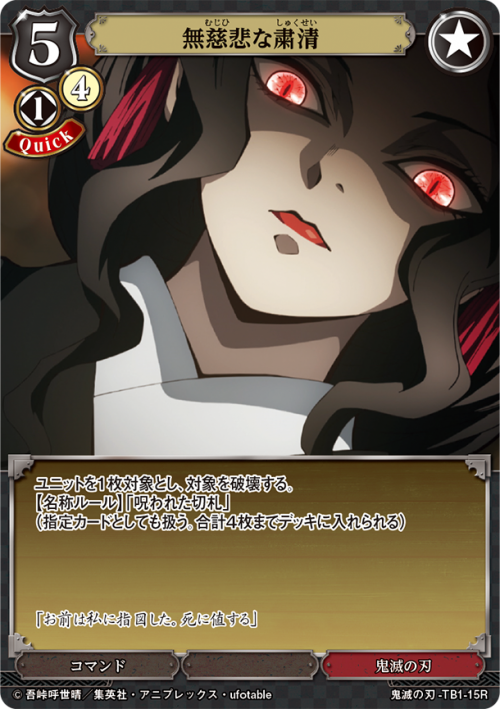 5
むじひ しゅくせい
無慈悲な粛清
4
1
Quick
ユニットを1枚対象とし、対象を破壊する。
【名称ルール】「呪われた切札」
(指定カードとしても扱う。合計4枚までデッキに入れられる)
「お前は私に指図した。死に値する」
コマンド
鬼滅の刃
© 吾峠呼世晴/集英社・アニプレックス・ufotable
鬼滅の刃 -TB1-15R